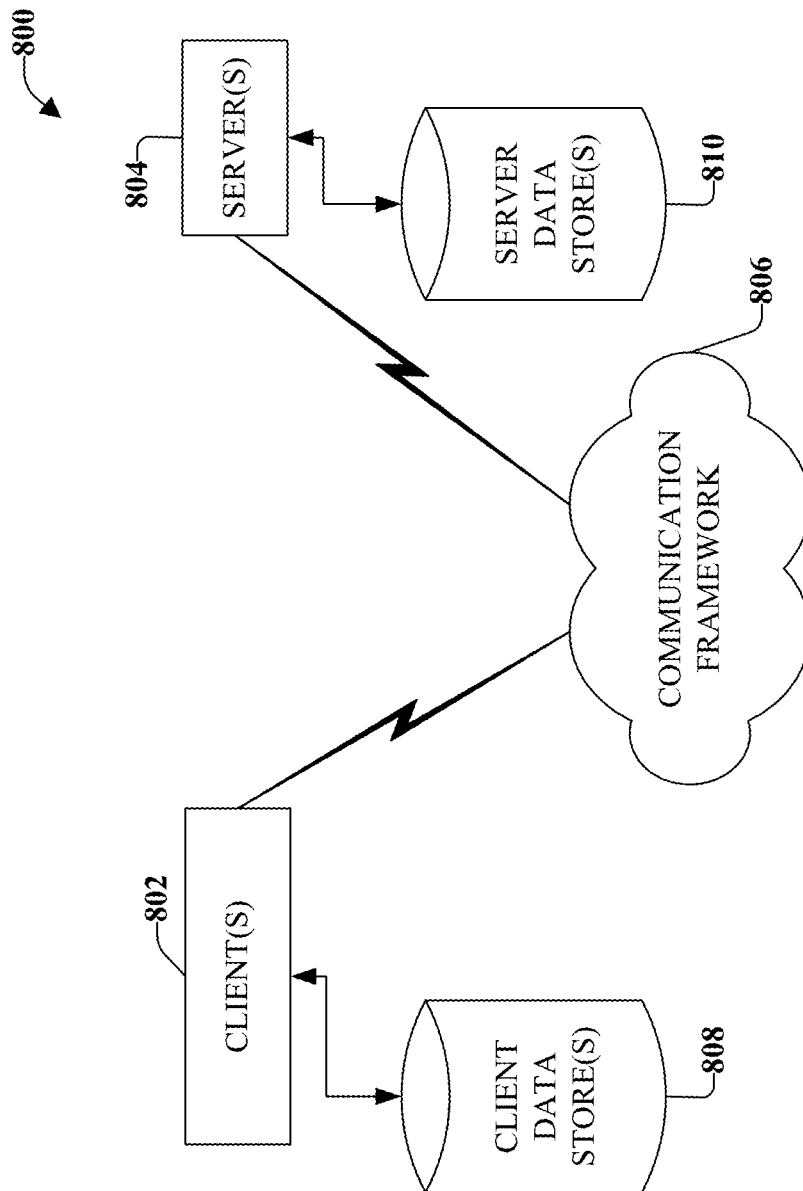 800
802
CLIENT(S)
804
SERVER(S)
CLIENT
DATA
STORE(S)
808
SERVER
DATA
STORE(S)
810
COMMUNICATION
FRAMEWORK
806